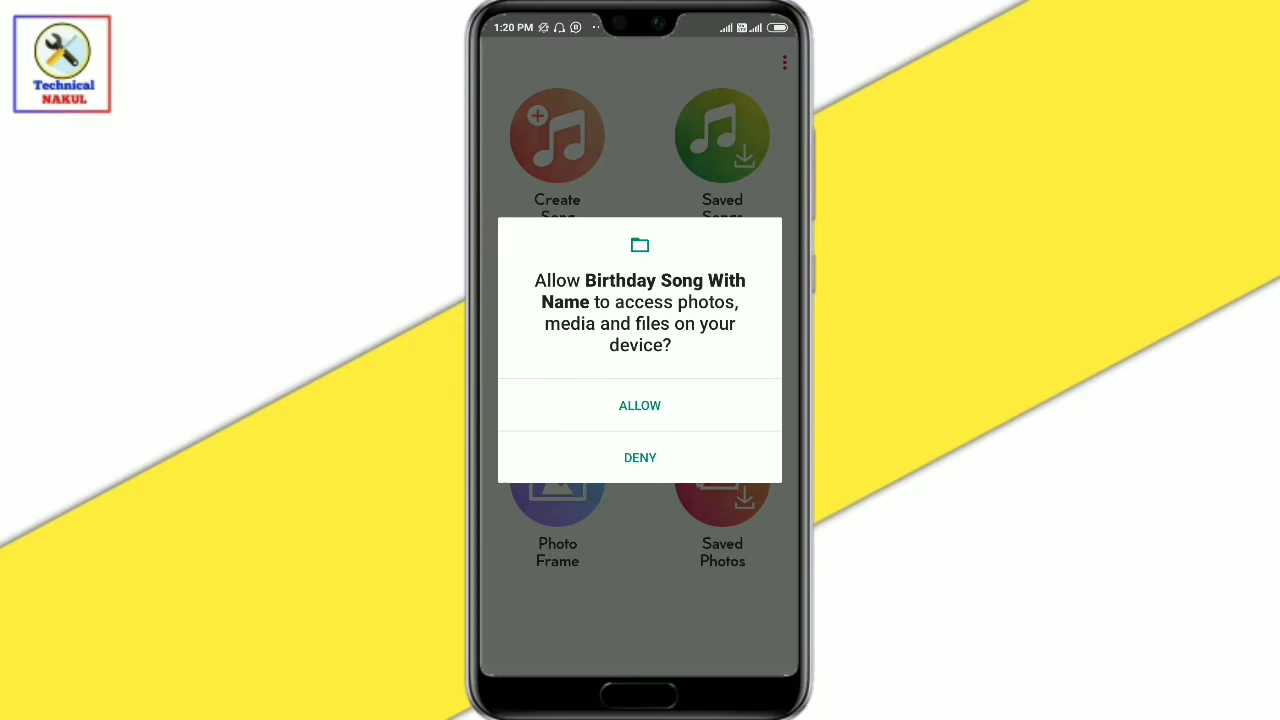 Technical
NAKUL
1:20 PM
Create
Song
Saved
Songs
Allow Birthday Song With
Name to access photos,
media and files on your
device?
ALLOW
DENY
Photo
Frame
Saved
Photos